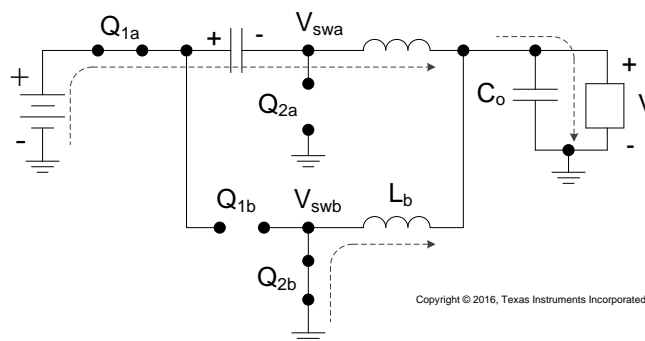 Q1a
+ -
Vswa
+
+
Q2a
Co
V
-
-
Q1b
Vswb
Lb
Q2b
Copyright © 2016, Texas Instruments Incorporated